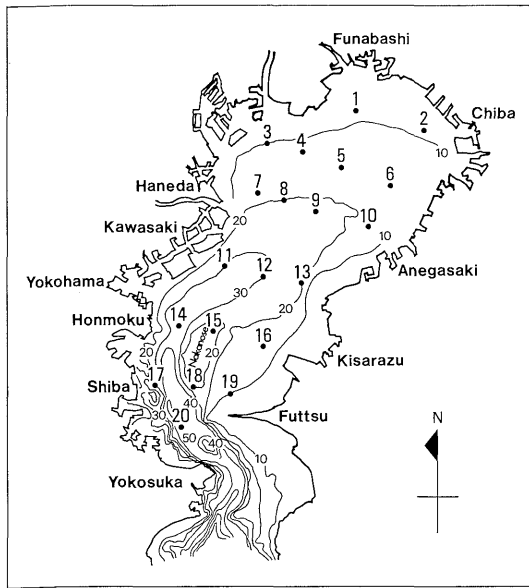 Funabashi
1
2
Chiba
3
4
10
5
6
Haneda
7
8
9
20
10
10
Kawasaki
11
12
13
Anegasaki
Yokohama
30
14
15
20
Honmoku
Nakanose
20
16
20
Kisarazu
Shiba
17
18
19
40
30
20
Futtsu
50
40
10
Yokosuka
N